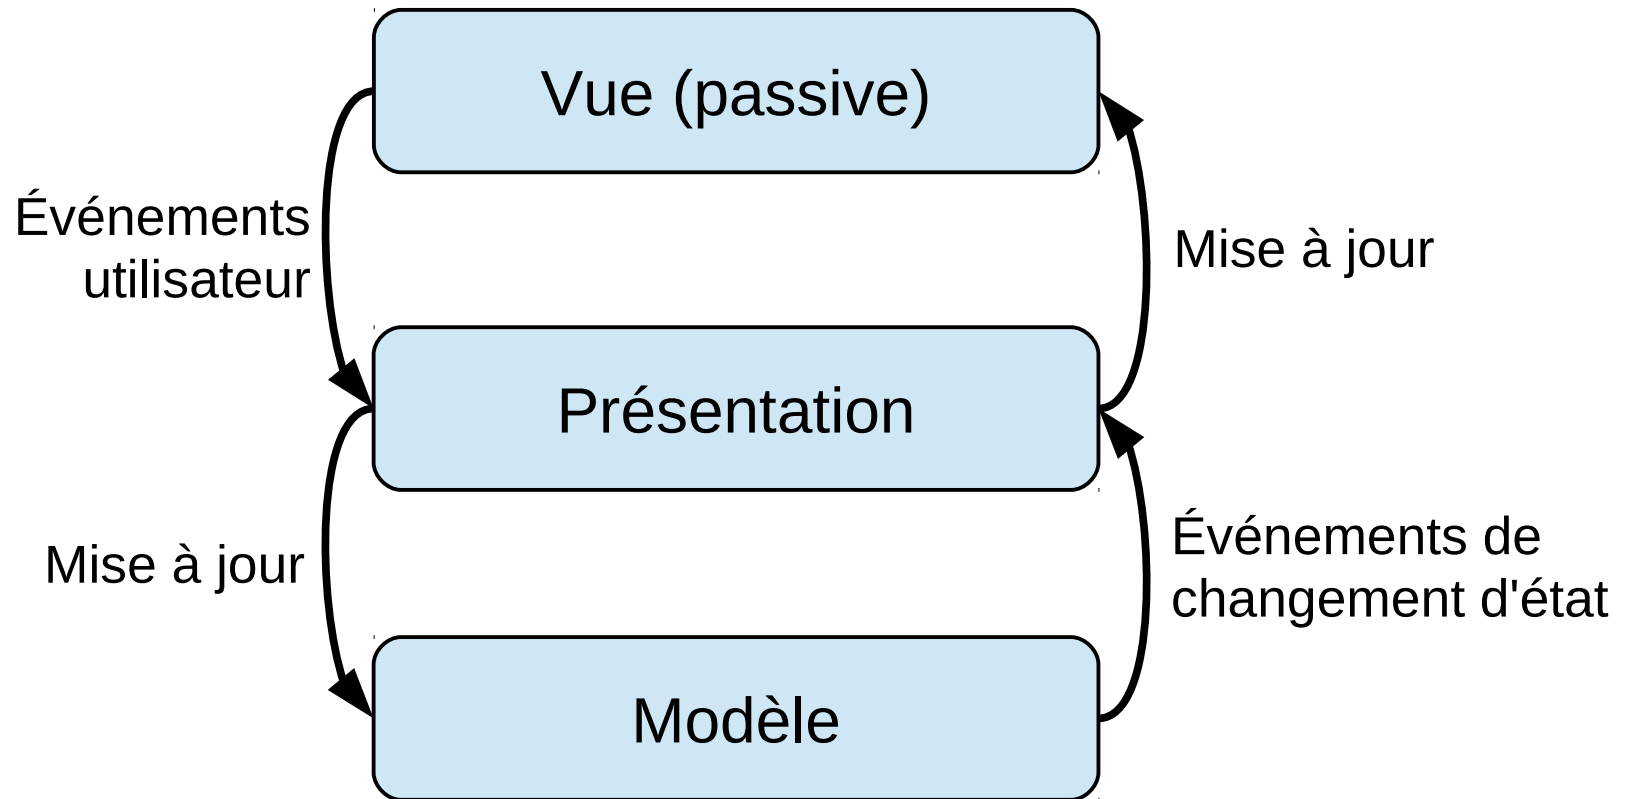 Vue (passive)
Événements
utilisateur
Mise à jour
Présentation
Mise à jour
Événements de
changement d'état
Modèle